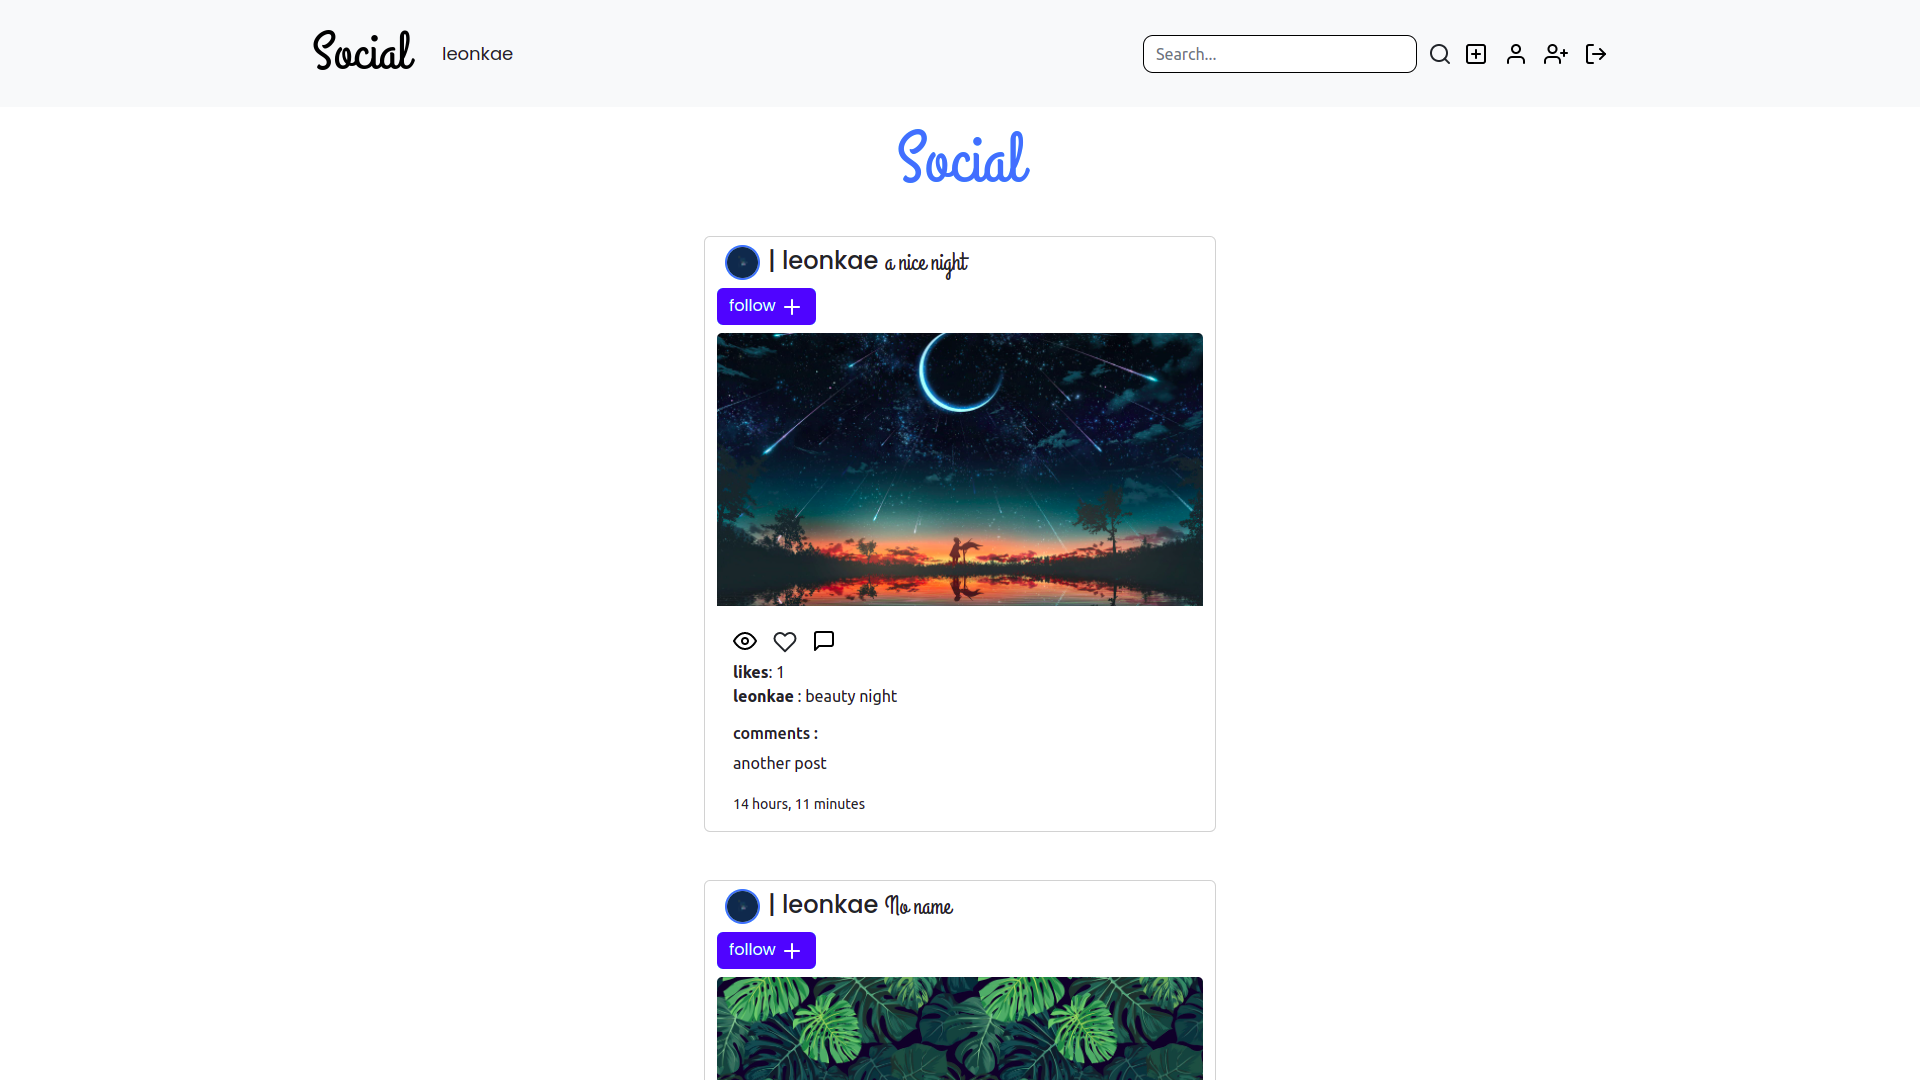 Social leonkae Search...
Social
| leonkae a nice night
follow
likes: 1
leonkae : beauty night
comments :
another post
14 hours, 11 minutes
| leonkae No name
follow